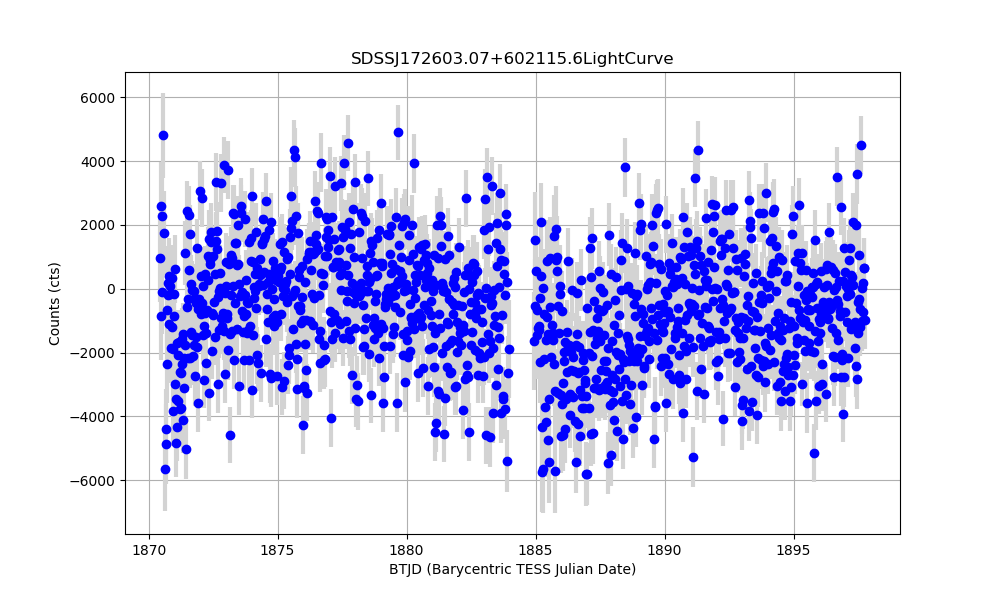 SDSSJ172603.07+602115.6LightCurve
6000
4000
2000
0
−2000
−4000
−6000
Counts (cts)
1870 1875 1880 1885 1890 1895
BTJD (Barycentric TESS Julian Date)